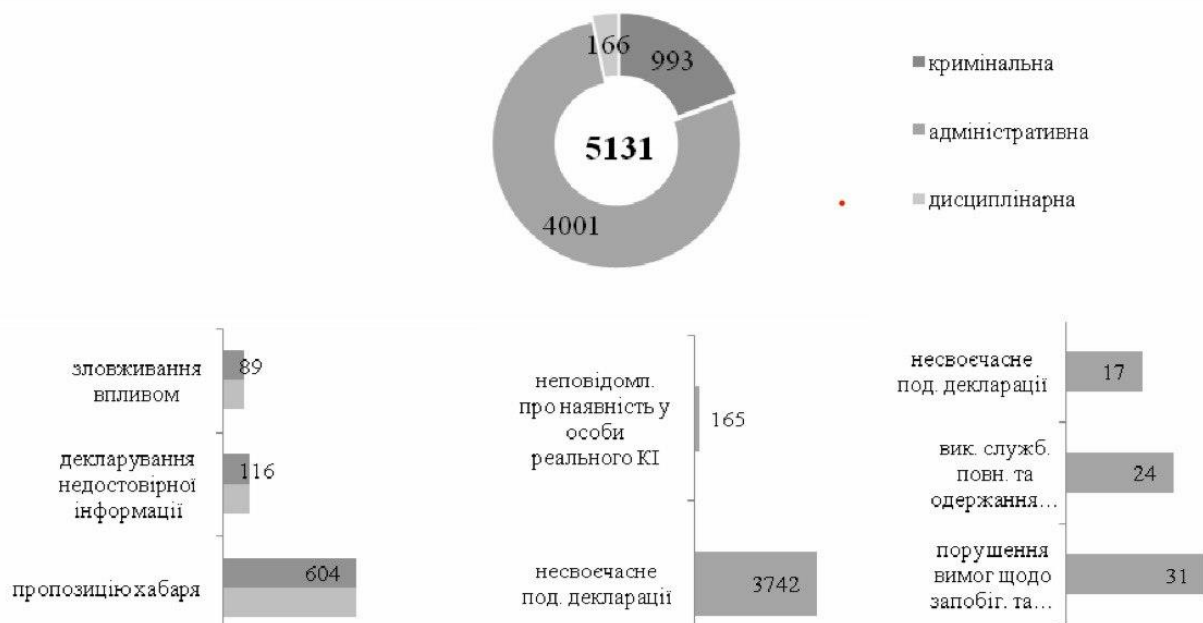 166
993
5131
4001
кримінальна
адміністративна
дисциплінарна
зловживання
впливом
89
декларування
недостовірної
інформації
116
пропозицію хабаря
604
неповідомл.
про наявність у
особи
реального КІ
165
несвоєчасне
под. декларації
3742
несвоєчасне
под. декларації
17
вик. служб.
повн. та
одержання...
24
порушення
вимог щодо
запобіг. та...
31